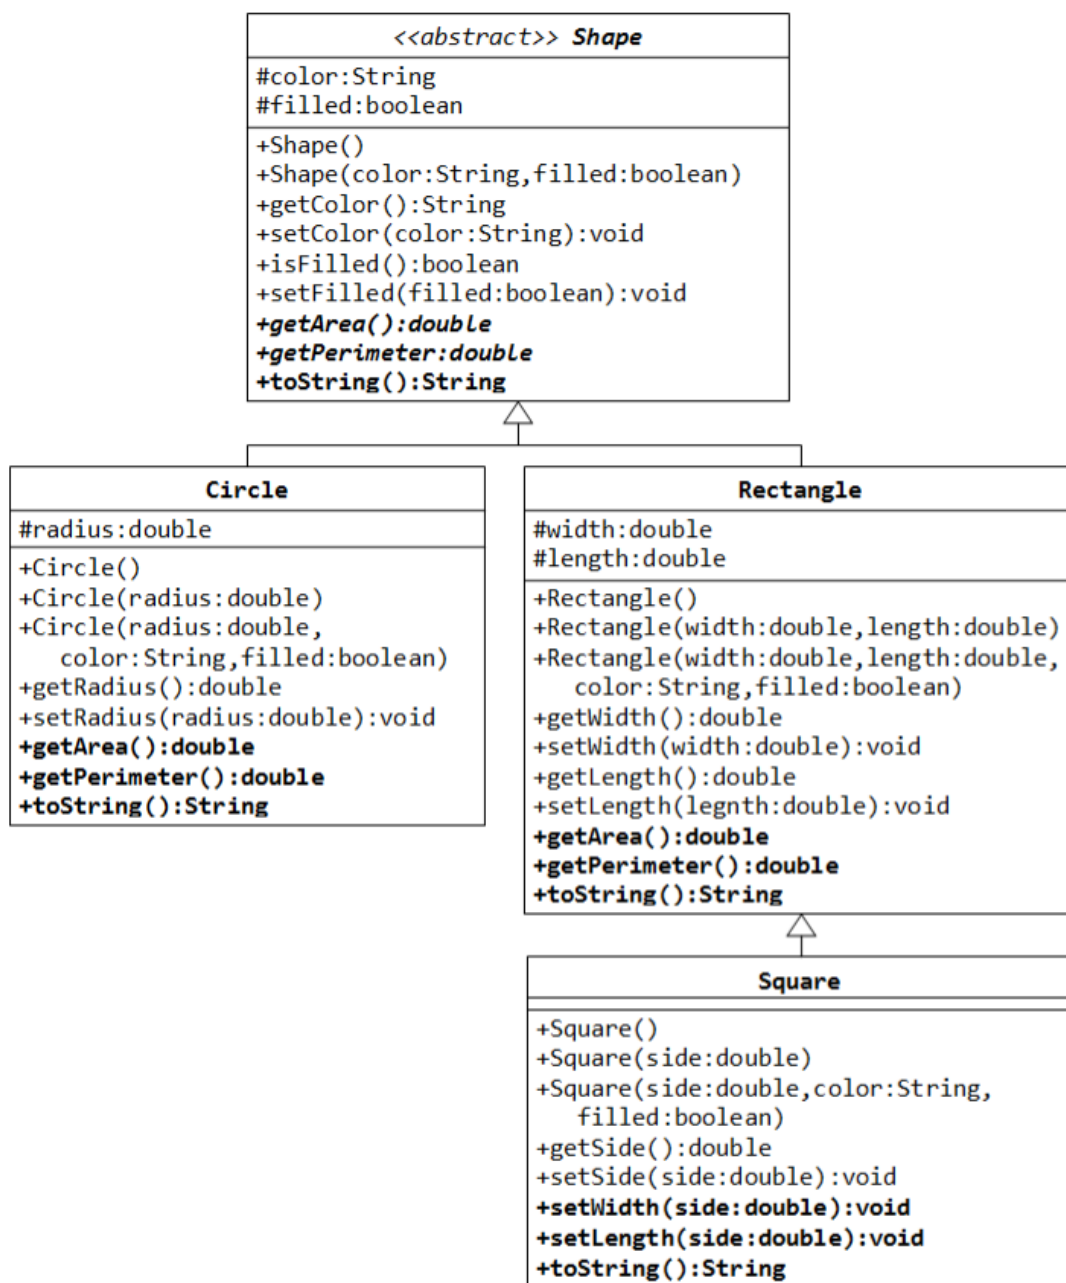 <<abstract>> Shape
#color:String
#filled:boolean
+Shape()
+Shape(color:String,filled:boolean)
+getColor():String
+setColor(color:String):void
+isFilled():boolean
+setFilled(filled:boolean):void
+getArea():double
+getPerimeter:double
+toString():String
Circle
#radius:double
+Circle()
+Circle(radius:double)
+Circle(radius:double,
color:String,filled:boolean)
+getRadius():double
+setRadius(radius:double):void
+getArea():double
+getPerimeter():double
+toString():String
Rectangle
#width:double
#length:double
+Rectangle()
+Rectangle(width:double,length:double)
+Rectangle(width:double,length:double,
color:String,filled:boolean)
+getWidth():double
+setWidth(width:double):void
+getLength():double
+setLength(legnth:double):void
+getArea():double
+getPerimeter():double
+toString():String
Square
+Square()
+Square(side:double)
+Square(side:double,color:String,
filled:boolean)
+getSide():double
+setSide(side:double):void
+setWidth(side:double):void
+setLength(side:double):void
+toString():String